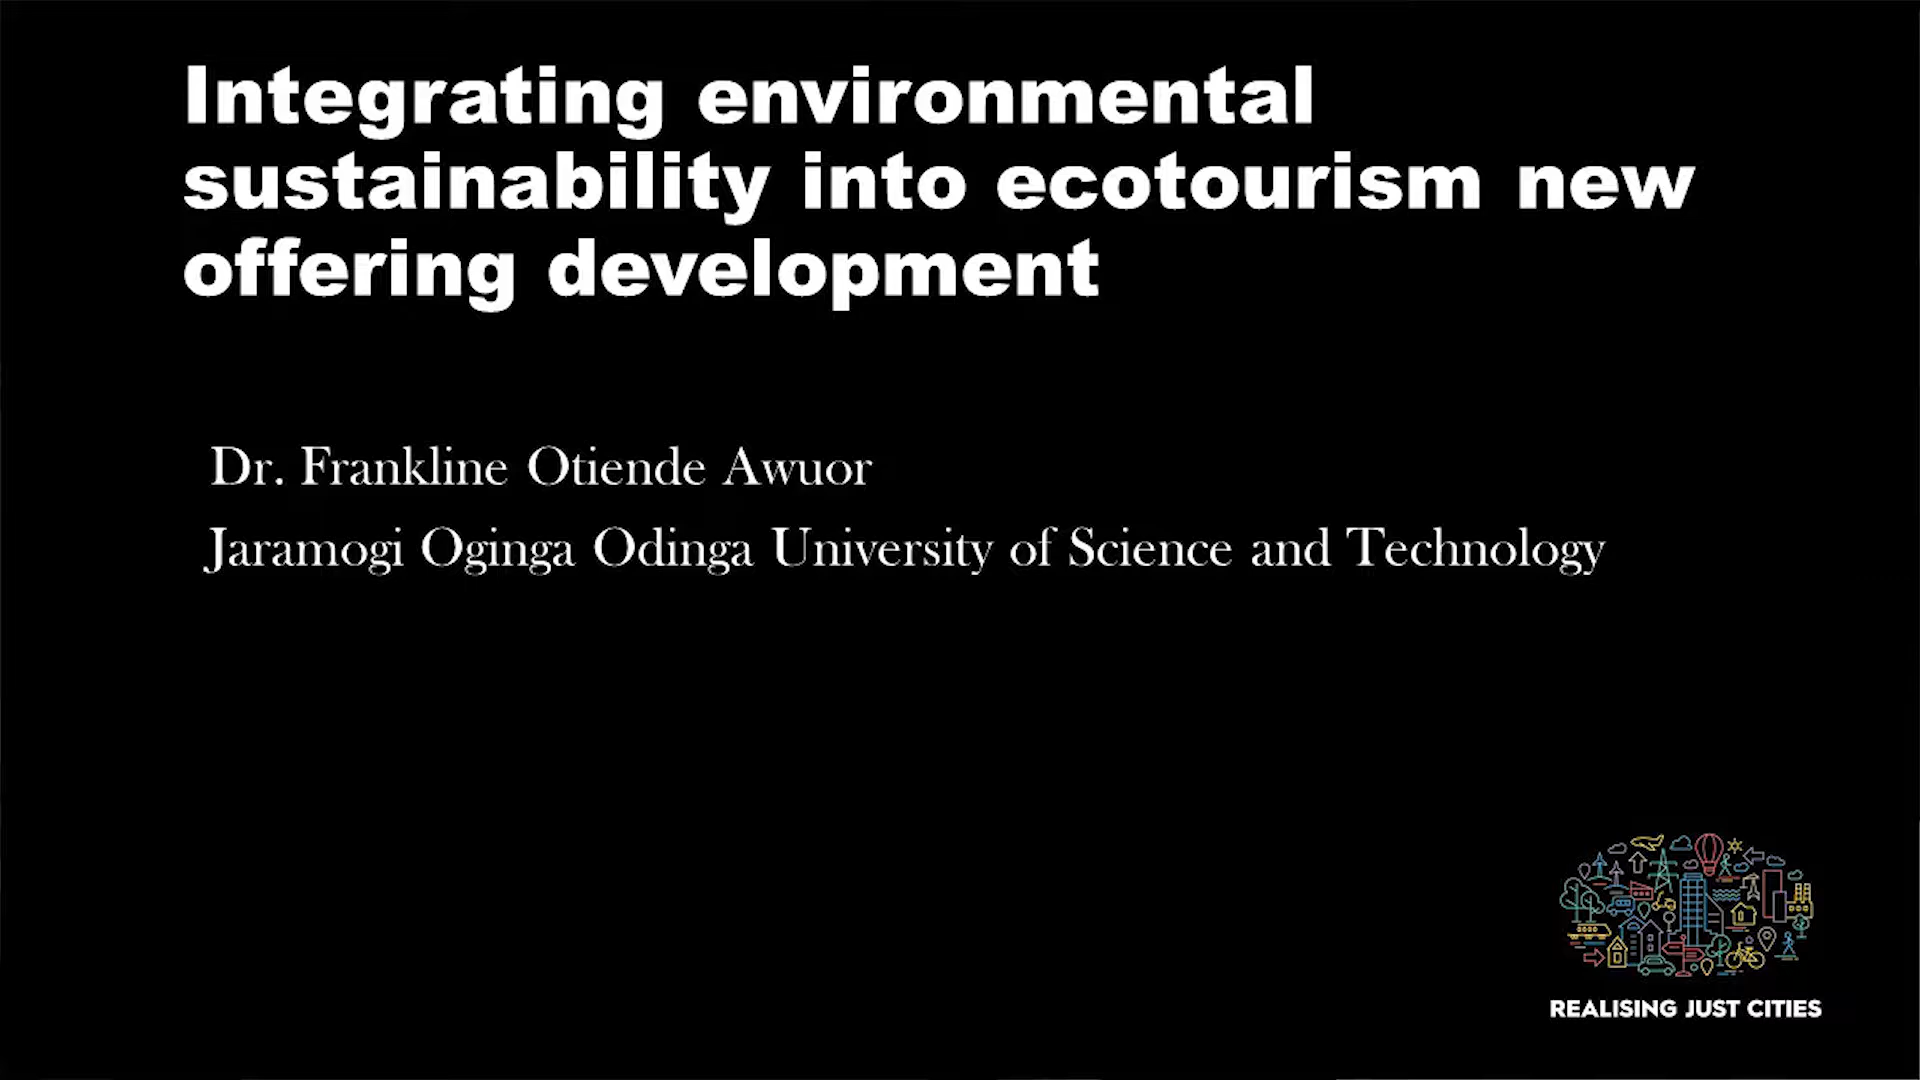 Integrating environmental
sustainability into ecotourism new
offering development
Dr. Frankline Otiende Awuor
Jaramogi Oginga Odinga University of Science and Technology
REALISING JUST CITIES